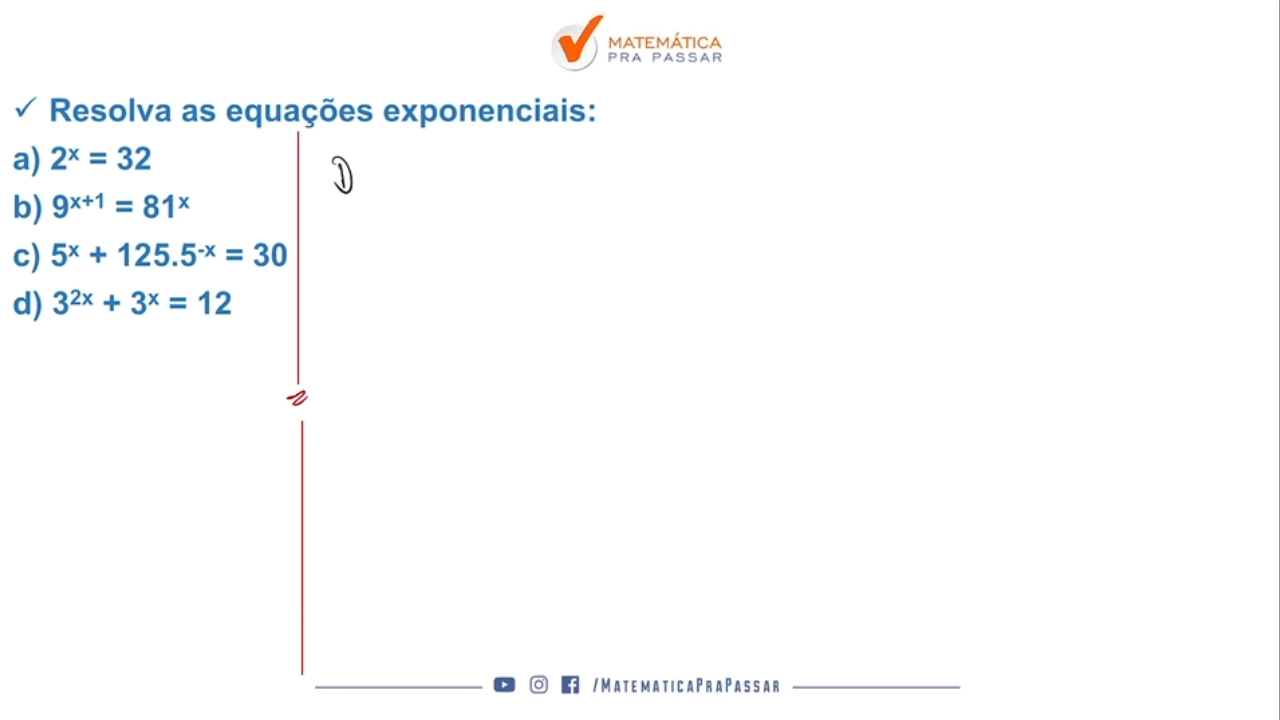 MATEMÁTICA
PRA PASSAR
✓ Resolva as equações exponenciais:
a) 2ˣ = 32
b) 9ˣ⁺¹ = 81ˣ
c) 5ˣ + 125.5⁻ˣ = 30
d) 3²ˣ + 3ˣ = 12
/MATEMATICAPRAPASSAR